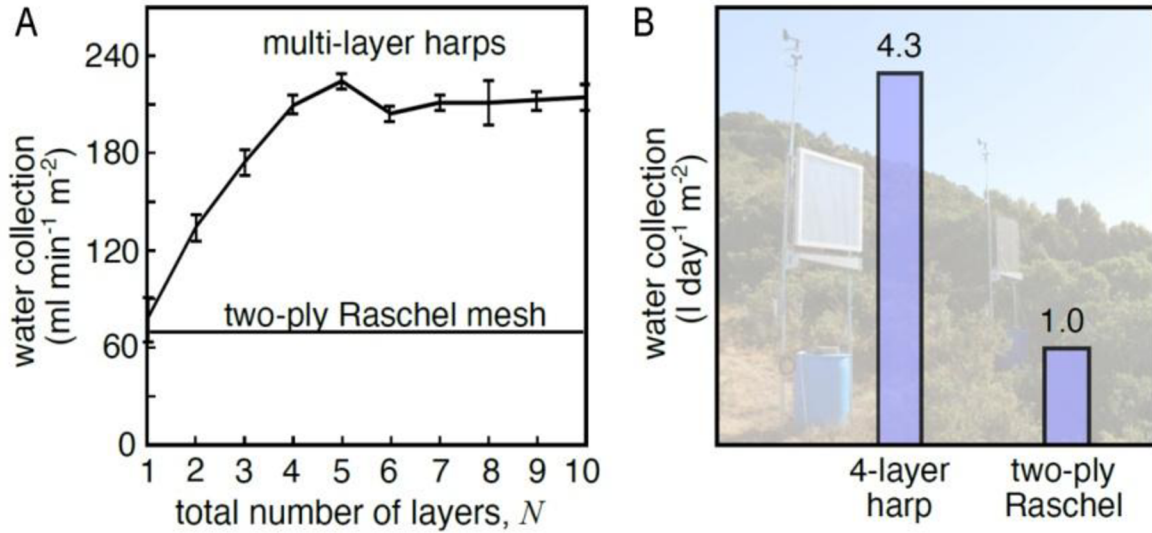 A
water collection
(ml min⁻¹ m⁻²)
240
180
120
60
0
multi-layer harps
two-ply Raschel mesh
1 2 3 4 5 6 7 8 9 10
total number of layers, N
B
water collection
(l day⁻¹ m⁻²)
4.3
1.0
4-layer
harp
two-ply
Raschel